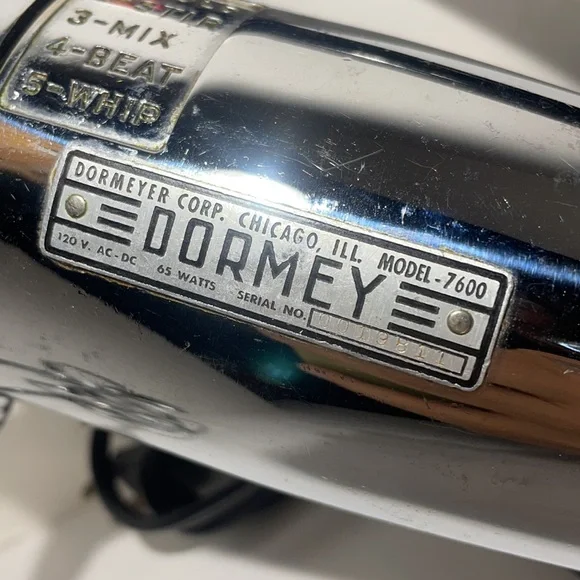 STIR
3-MIX
4-BEAT
5-WHIP
DORMEYER CORP. CHICAGO, ILL. MODEL-7600
DORMEY
120 V. AC-DC 65 WATTS SERIAL NO.